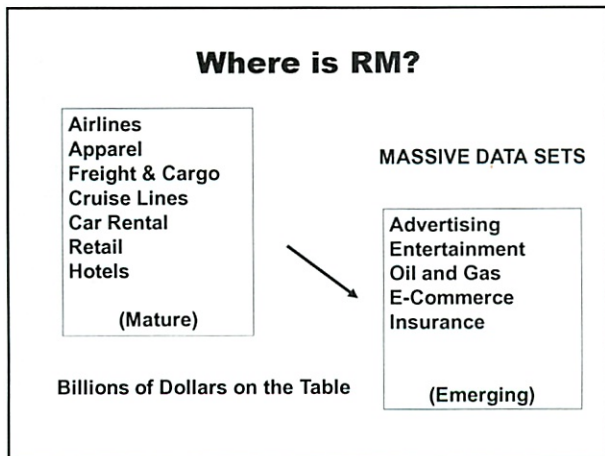 Where is RM?
Airlines
Apparel
Freight & Cargo
Cruise Lines
Car Rental
Retail
Hotels
(Mature)
Billions of Dollars on the Table
MASSIVE DATA SETS
Advertising
Entertainment
Oil and Gas
E-Commerce
Insurance
(Emerging)